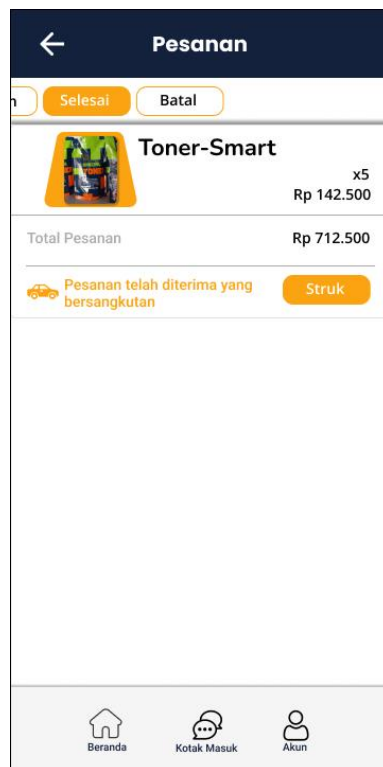 Pesanan
n
Selesai
Batal
Toner-Smart
x5
Rp 142.500
Total Pesanan
Rp 712.500
Pesanan telah diterima yang
bersangkutan
Struk
Beranda
Kotak Masuk
Akun